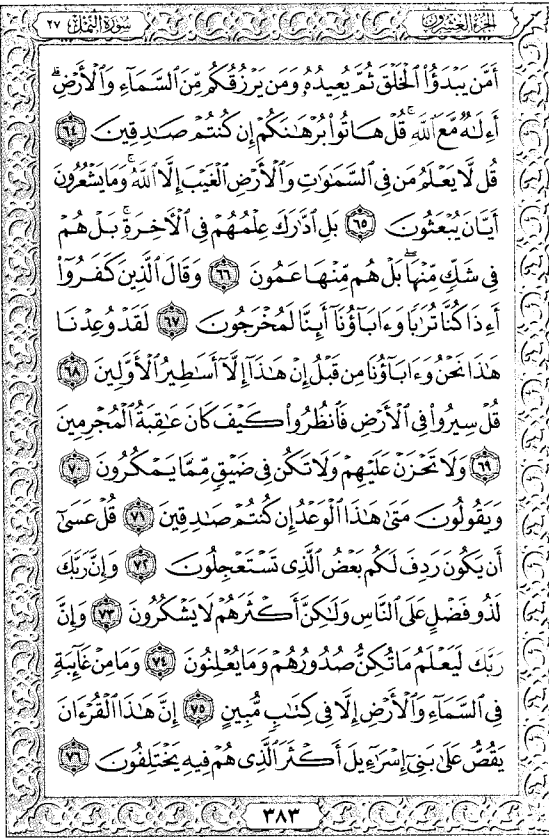 سورة النمل ٢٧
الجزء العشرون
أَمَّن يَبْدَؤُا۟ ٱلْخَلْقَ ثُمَّ يُعِيدُهُۥ وَمَن يَرْزُقُكُم مِّنَ ٱلسَّمَآءِ وَٱلْأَرْضِ ۗ
أَءِلَٰهٌ مَّعَ ٱللَّهِ ۚ قُلْ هَاتُوا۟ بُرْهَٰنَكُمْ إِن كُنتُمْ صَٰدِقِينَ ٦٤
قُل لَّا يَعْلَمُ مَن فِى ٱلسَّمَٰوَٰتِ وَٱلْأَرْضِ ٱلْغَيْبَ إِلَّا ٱللَّهُ ۚ وَمَا يَشْعُرُونَ
أَيَّانَ يُبْعَثُونَ ٦٥ بَلِ ٱدَّٰرَكَ عِلْمُهُمْ فِى ٱلْءَاخِرَةِ ۚ بَلْ هُمْ
فِى شَكٍّ مِّنْهَا ۖ بَلْ هُم مِّنْهَا عَمُونَ ٦٦ وَقَالَ ٱلَّذِينَ كَفَرُوٓا۟
أَءِذَا كُنَّا تُرَٰبًا وَءَابَآؤُنَآ أَئِنَّا لَمُخْرَجُونَ ٦٧ لَقَدْ وُعِدْنَا
هَٰذَا نَحْنُ وَءَابَآؤُنَا مِن قَبْلُ إِنْ هَٰذَآ إِلَّآ أَسَٰطِيرُ ٱلْأَوَّلِينَ ٦٨
قُلْ سِيرُوا۟ فِى ٱلْأَرْضِ فَٱنظُرُوا۟ كَيْفَ كَانَ عَٰقِبَةُ ٱلْمُجْرِمِينَ
٦٩ وَلَا تَحْزَنْ عَلَيْهِمْ وَلَا تَكُن فِى ضَيْقٍ مِّمَّا يَمْكُرُونَ ٧٠
وَيَقُولُونَ مَتَىٰ هَٰذَا ٱلْوَعْدُ إِن كُنتُمْ صَٰدِقِينَ ٧١ قُلْ عَسَىٰٓ
أَن يَكُونَ رَدِفَ لَكُم بَعْضُ ٱلَّذِى تَسْتَعْجِلُونَ ٧٢ وَإِنَّ رَبَّكَ
لَذُو فَضْلٍ عَلَى ٱلنَّاسِ وَلَٰكِنَّ أَكْثَرَهُمْ لَا يَشْكُرُونَ ٧٣ وَإِنَّ
رَبَّكَ لَيَعْلَمُ مَا تُكِنُّ صُدُورُهُمْ وَمَا يُعْلِنُونَ ٧٤ وَمَا مِنْ غَآئِبَةٍ
فِى ٱلسَّمَآءِ وَٱلْأَرْضِ إِلَّا فِى كِتَٰبٍ مُّبِينٍ ٧٥ إِنَّ هَٰذَا ٱلْقُرْءَانَ
يَقُصُّ عَلَىٰ بَنِىٓ إِسْرَٰٓءِيلَ أَكْثَرَ ٱلَّذِى هُمْ فِيهِ يَخْتَلِفُونَ ٧٦
٣٨٣